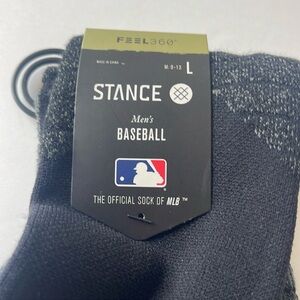 FEEL360°
MADE IN CHINA
M: 9-13 L
STANCE
Men's
BASEBALL
THE OFFICIAL SOCK OF MLB™